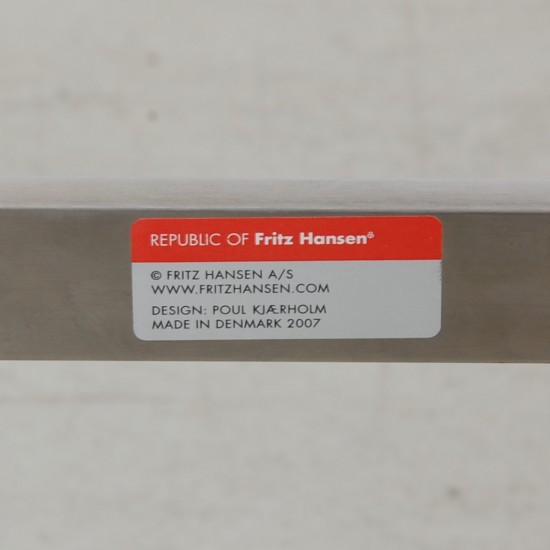 REPUBLIC OF Fritz Hansen®
© FRITZ HANSEN A/S
WWW.FRITZHANSEN.COM
DESIGN: POUL KJÆRHOLM
MADE IN DENMARK 2007